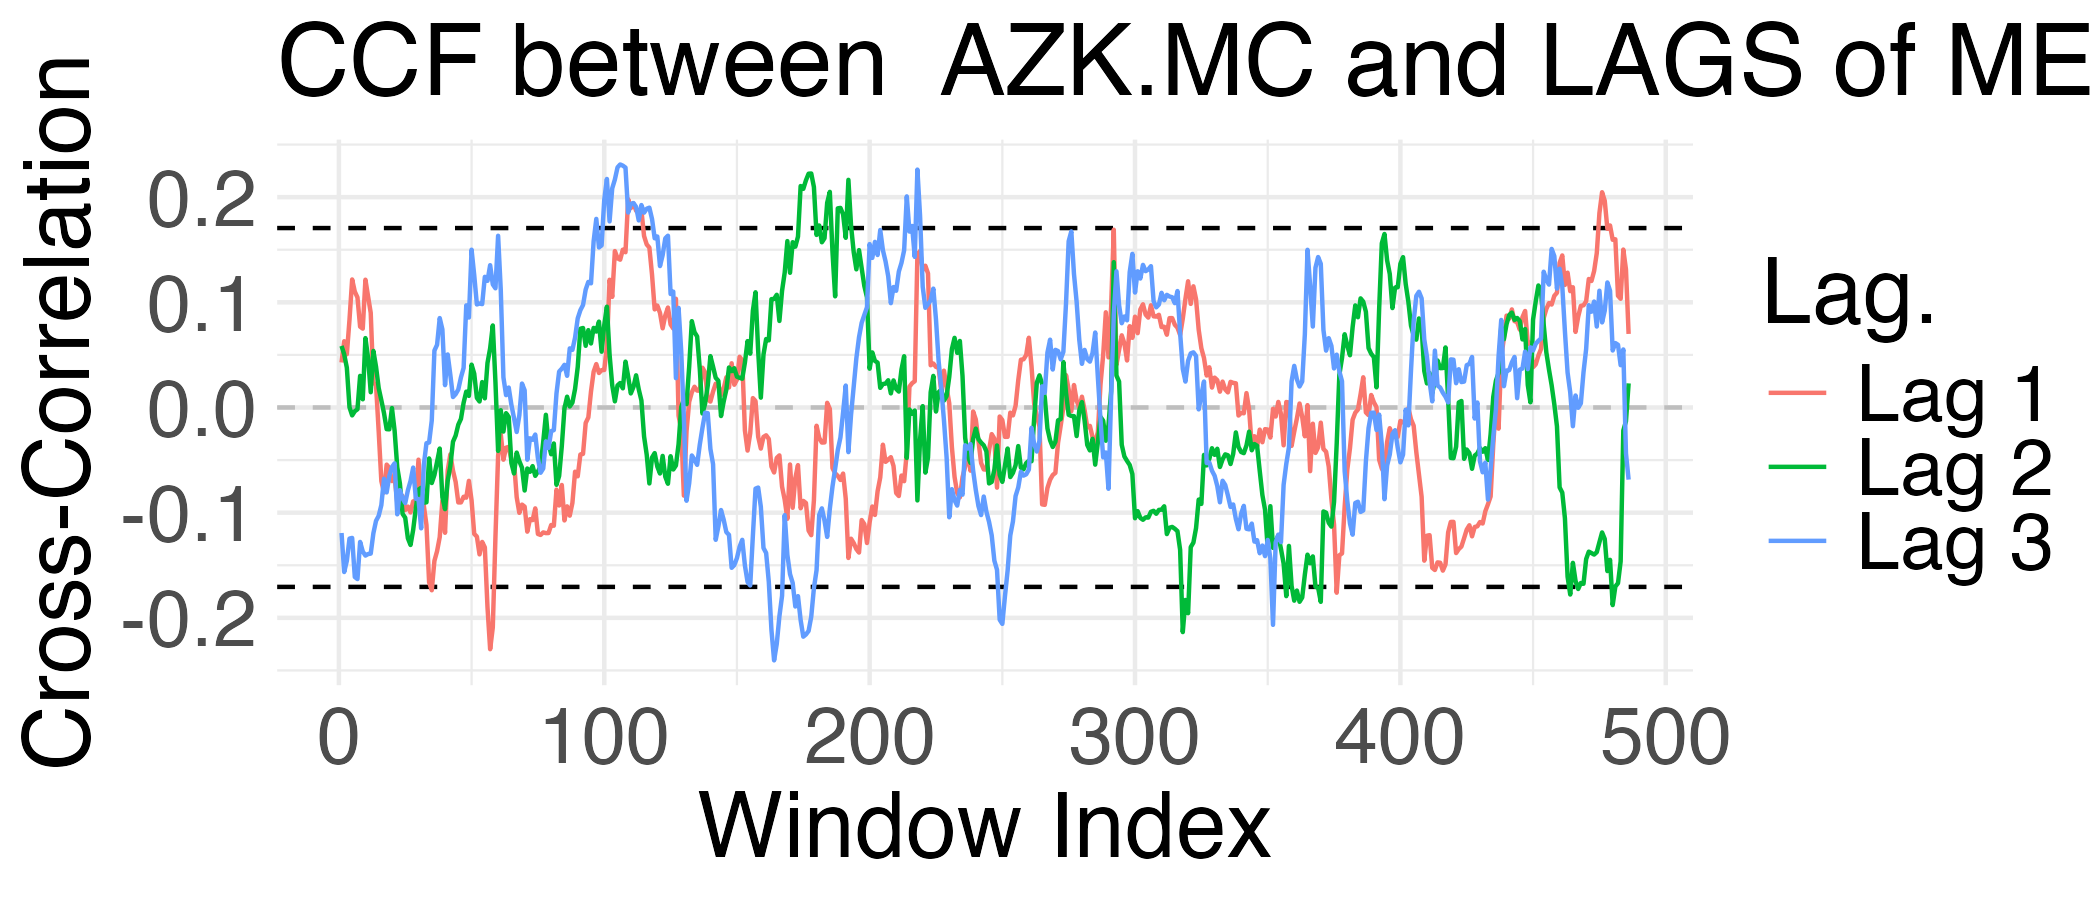 CCF between  AZK.MC and LAGS of ME
Cross-Correlation
0.2
0.1
0.0
-0.1
-0.2
0 100 200 300 400 500
Window Index
Lag.
Lag 1
Lag 2
Lag 3